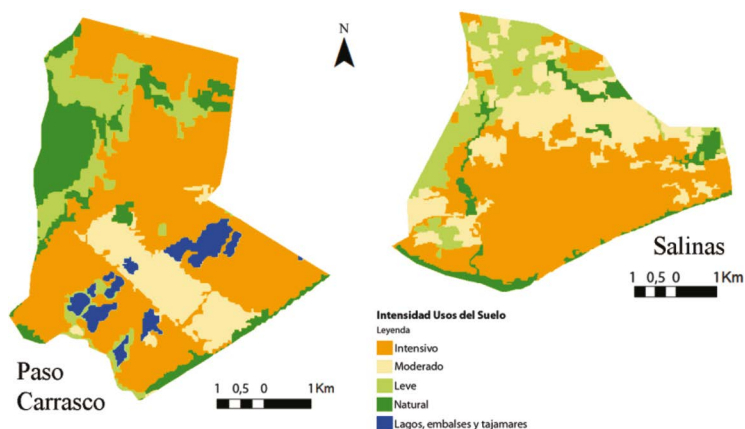 N
Salinas
1 0,5 0 1Km
Intensidad Usos del Suelo
Leyenda
Intensivo
Moderado
Leve
Natural
Lagos, embalses y tajamares
Paso
Carrasco
1 0,5 0 1Km